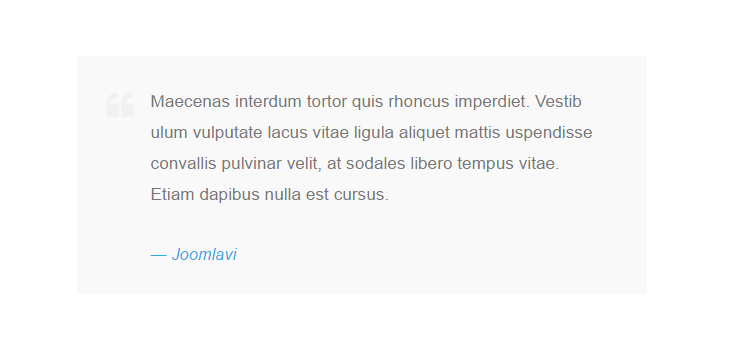 Maecenas interdum tortor quis rhoncus imperdiet. Vestib
ulum vulputate lacus vitae ligula aliquet mattis uspendisse
convallis pulvinar velit, at sodales libero tempus vitae.
Etiam dapibus nulla est cursus.
— Joomlavi